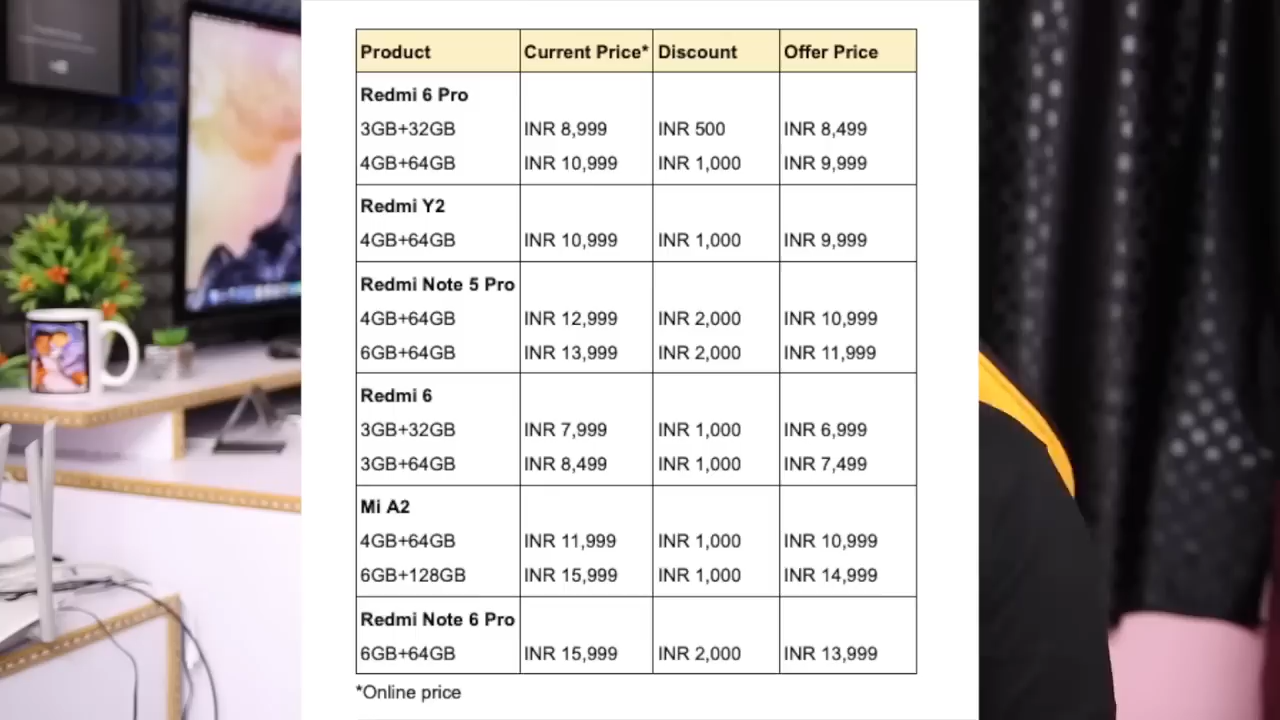 Product Current Price* Discount Offer Price
Redmi 6 Pro
3GB+32GB INR 8,999 INR 500 INR 8,499
4GB+64GB INR 10,999 INR 1,000 INR 9,999
Redmi Y2
4GB+64GB INR 10,999 INR 1,000 INR 9,999
Redmi Note 5 Pro
4GB+64GB INR 12,999 INR 2,000 INR 10,999
6GB+64GB INR 13,999 INR 2,000 INR 11,999
Redmi 6
3GB+32GB INR 7,999 INR 1,000 INR 6,999
3GB+64GB INR 8,499 INR 1,000 INR 7,499
Mi A2
4GB+64GB INR 11,999 INR 1,000 INR 10,999
6GB+128GB INR 15,999 INR 1,000 INR 14,999
Redmi Note 6 Pro
6GB+64GB INR 15,999 INR 2,000 INR 13,999
*Online price